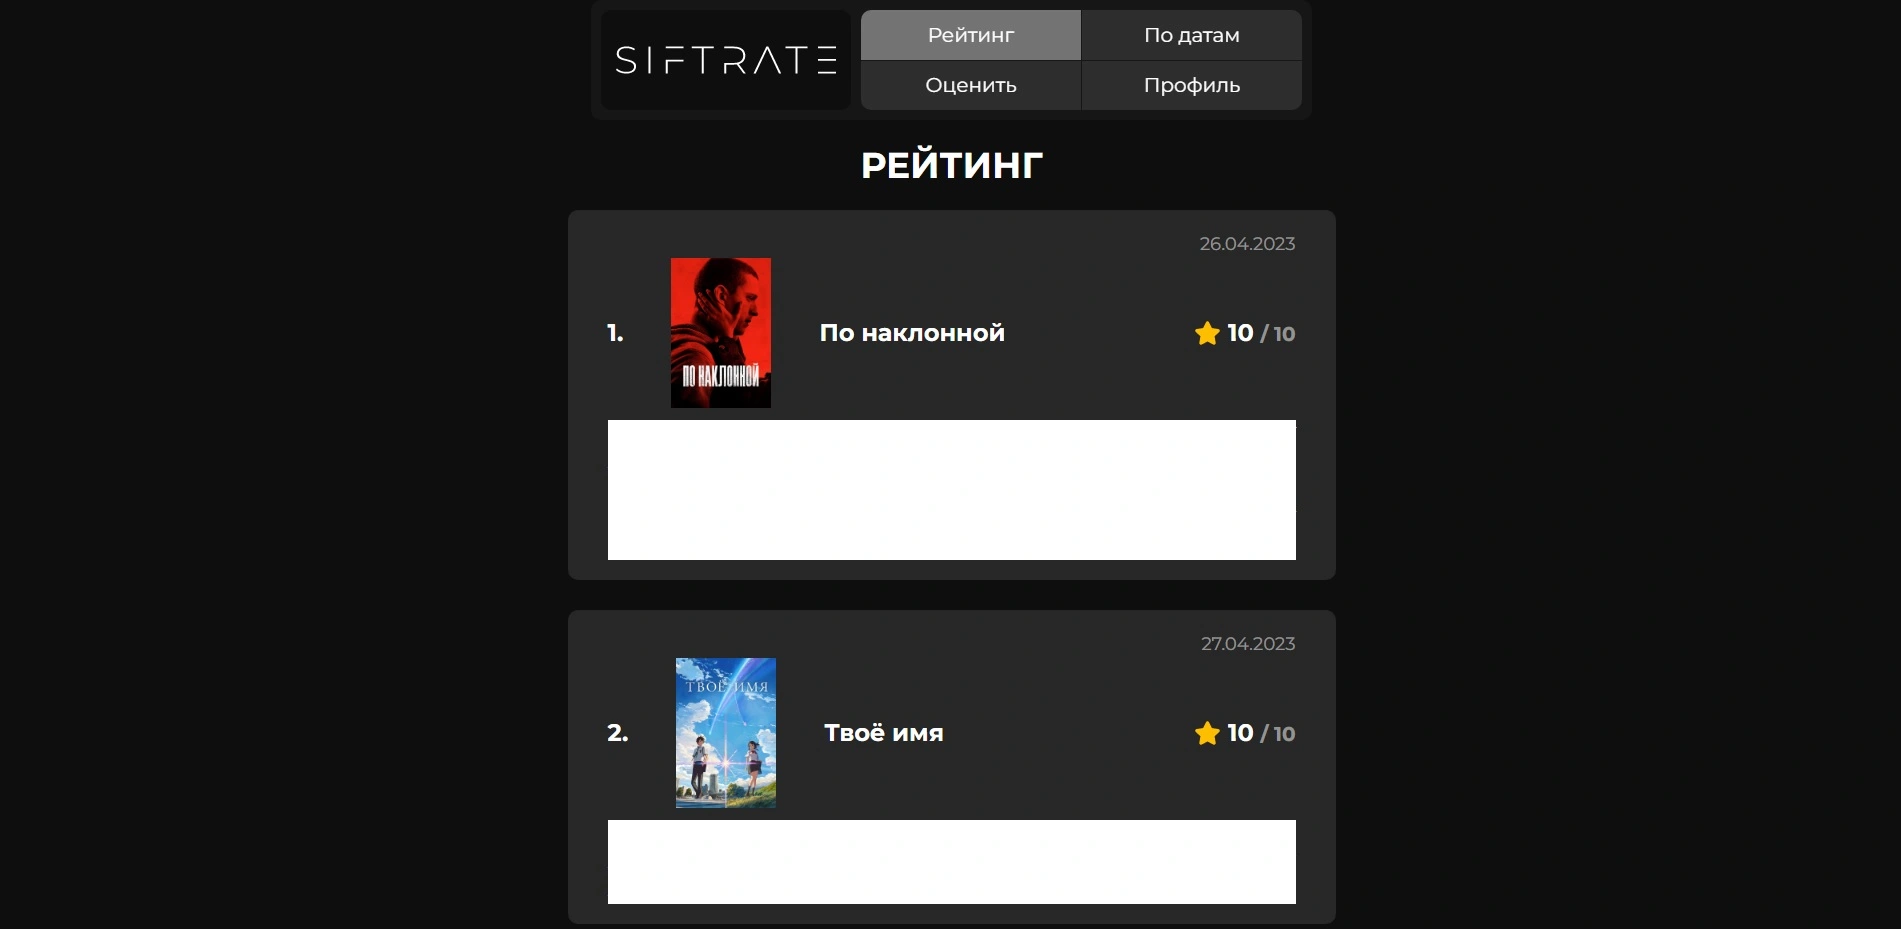 SIFTRATE
Рейтинг
По датам
Оценить
Профиль
РЕЙТИНГ
26.04.2023
1.
ПО НАКЛОННОЙ
По наклонной
10 / 10
27.04.2023
2.
ТВОЁ ИМЯ
Твоё имя
10 / 10